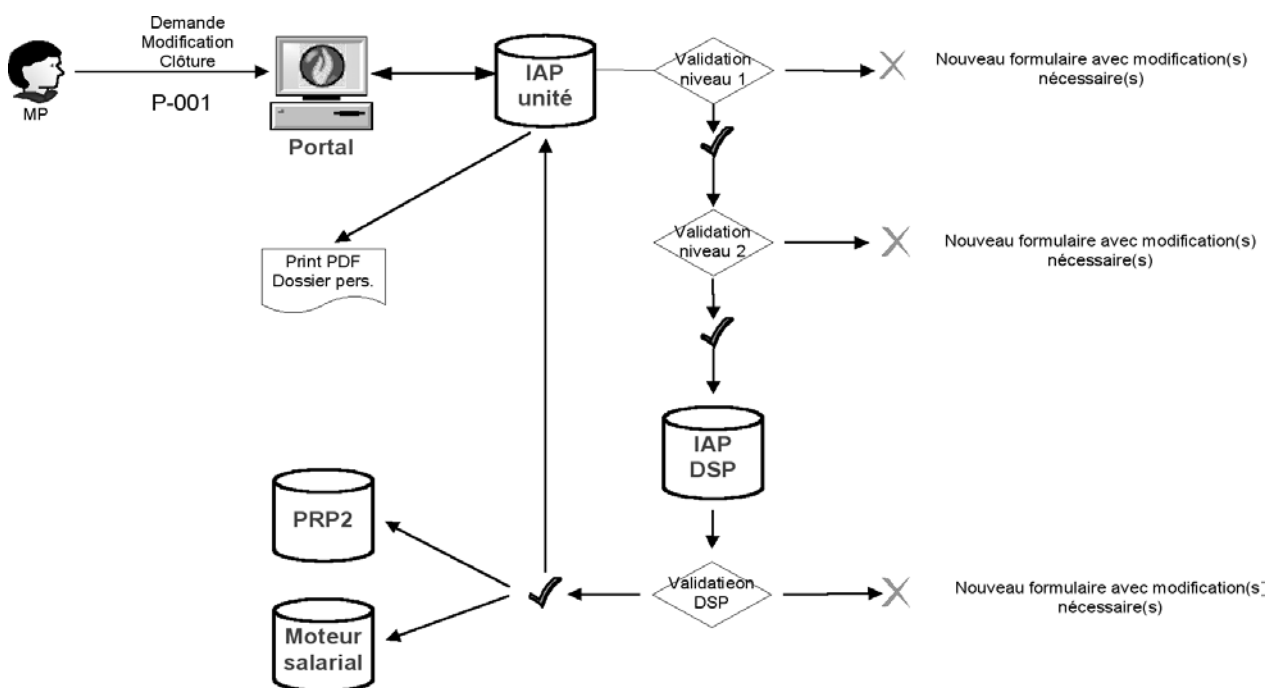 Demande
Modification
Clôture
P-001
MP
Portal
IAP
unité
Validation
niveau 1
Nouveau formulaire avec modification(s)
nécessaire(s)
Validation
niveau 2
Nouveau formulaire avec modification(s)
nécessaire(s)
Print PDF
Dossier pers.
IAP
DSP
PRP2
Validatieon
DSP
Nouveau formulaire avec modification(s)
nécessaire(s)
Moteur
salarial